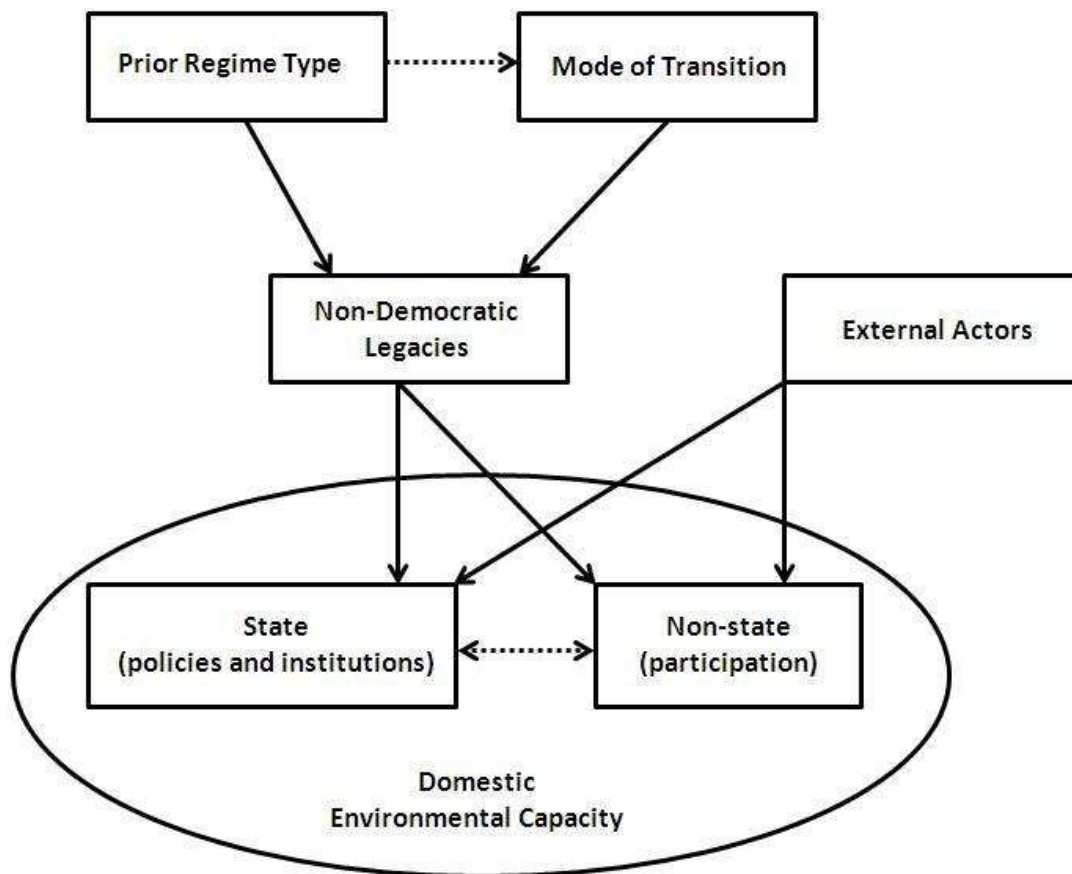 Prior Regime Type
Mode of Transition
Non-Democratic
Legacies
External Actors
State
(policies and institutions)
Non-state
(participation)
Domestic
Environmental Capacity